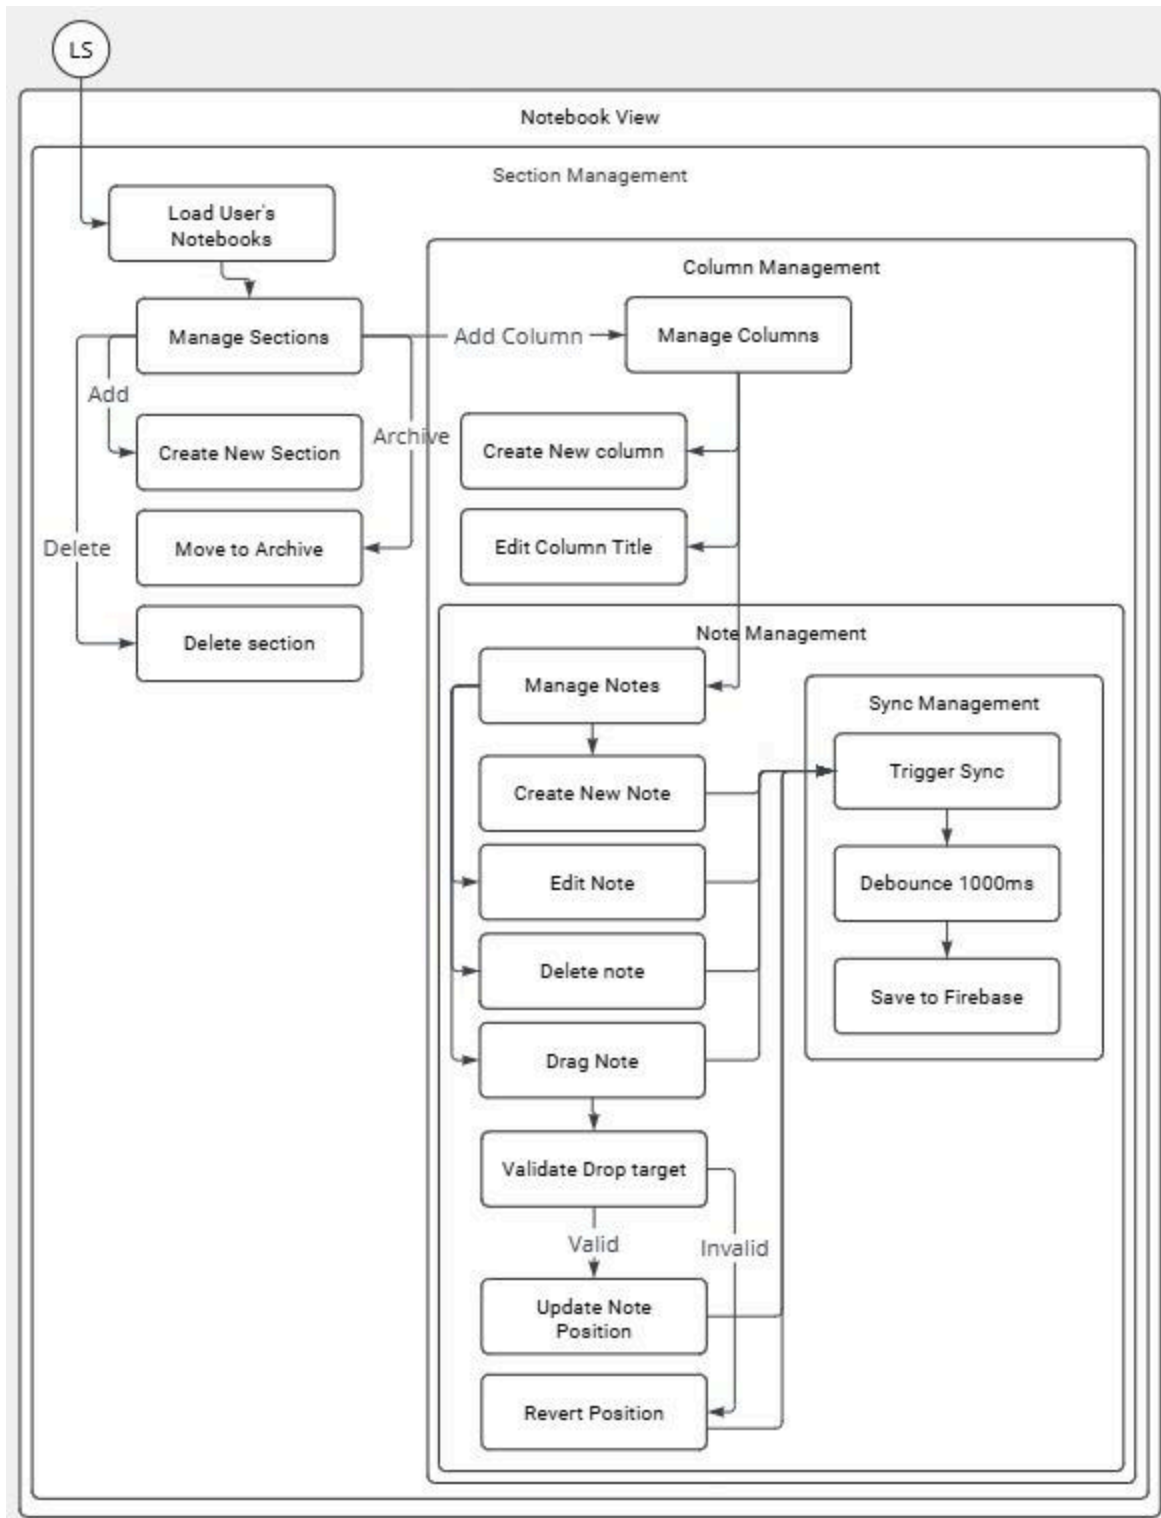 LS
Notebook View
Section Management
Load User's
Notebooks
Column Management
Manage Sections
Add Column
Manage Columns
Add
Archive
Create New Section
Create New column
Delete
Move to Archive
Edit Column Title
Delete section
Note Management
Manage Notes
Sync Management
Trigger Sync
Create New Note
Edit Note
Debounce 1000ms
Delete note
Save to Firebase
Drag Note
Validate Drop target
Valid
Invalid
Update Note
Position
Revert Position